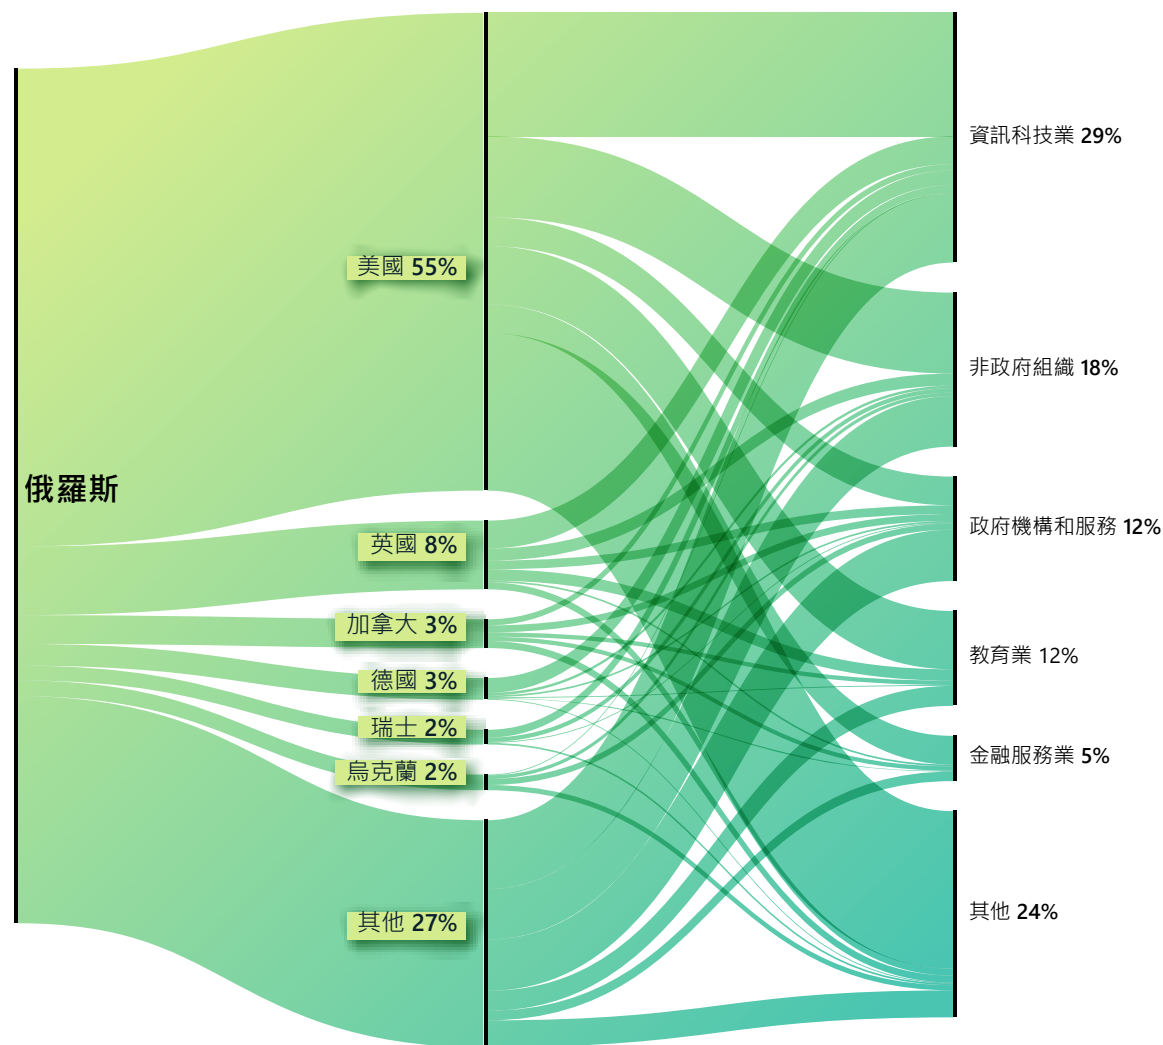 俄羅斯
美國 55%
英國 8%
加拿大 3%
德國 3%
瑞士 2%
烏克蘭 2%
其他 27%
資訊科技業 29%
非政府組織 18%
政府機構和服務 12%
教育業 12%
金融服務業 5%
其他 24%